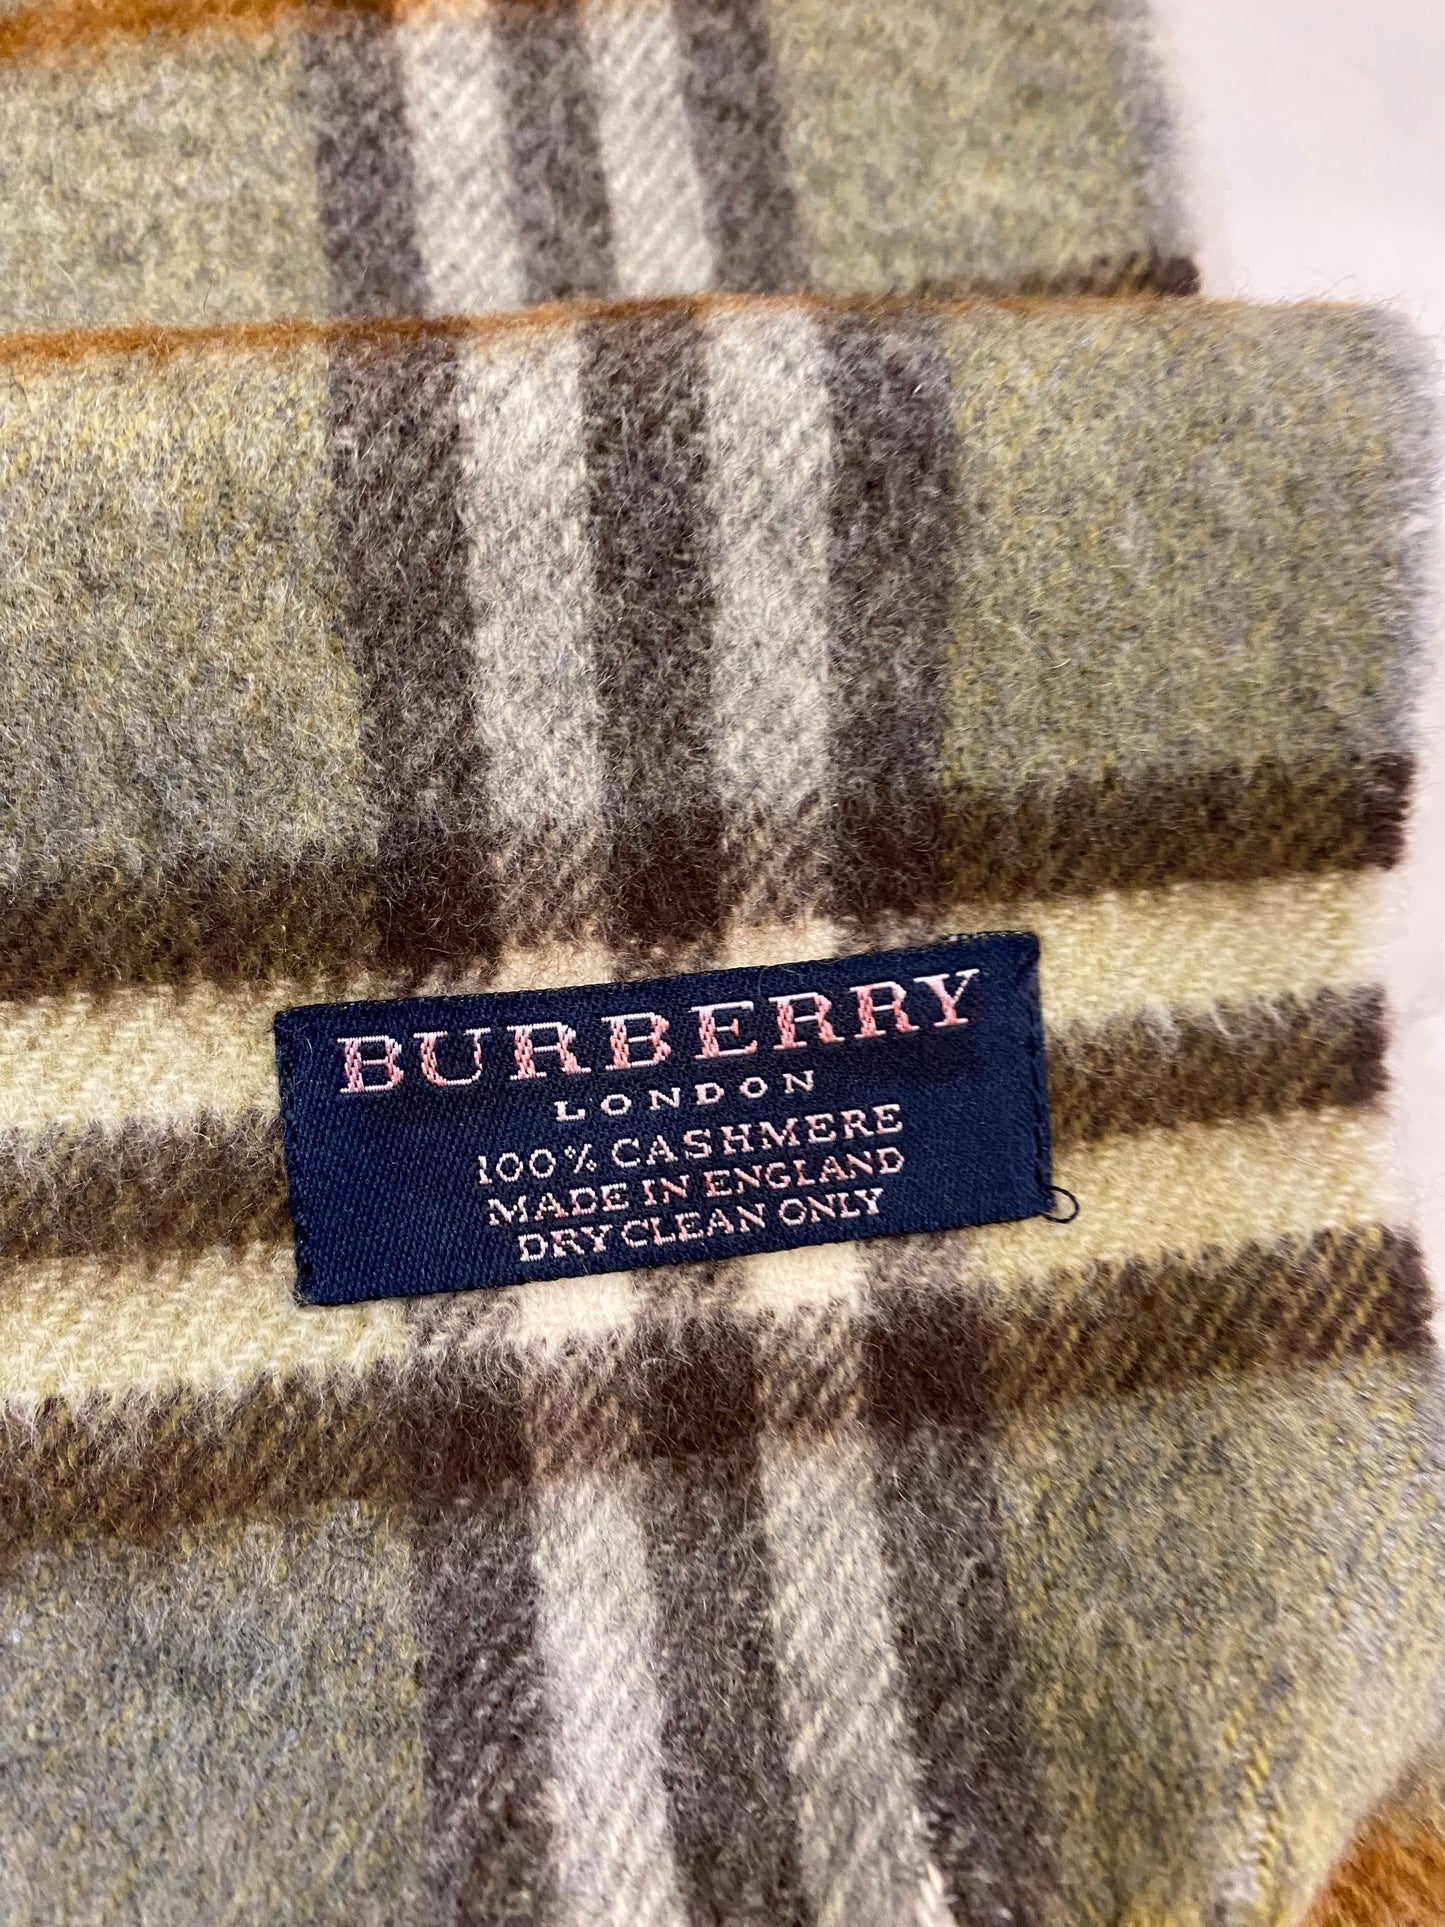 BURBERRY
LONDON
100% CASHMERE
MADE IN ENGLAND
DRY CLEAN ONLY